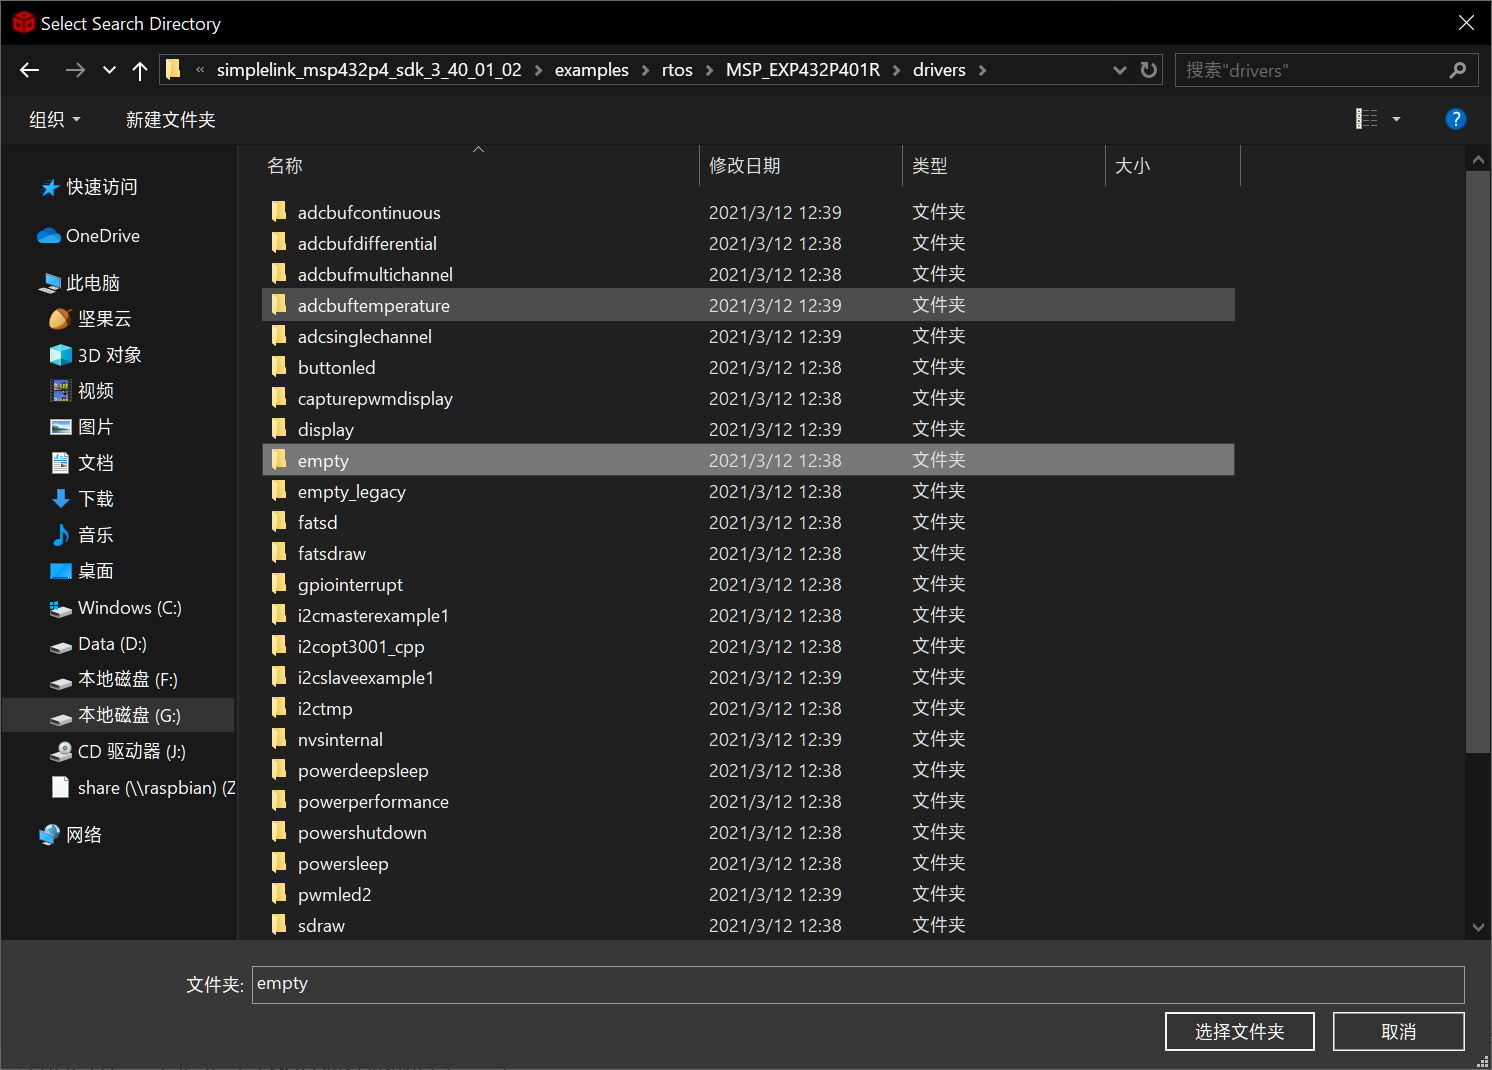 Select Search Directory
« simplelink_msp432p4_sdk_3_40_01_02 > examples > rtos > MSP_EXP432P401R > drivers >
搜索"drivers"
组织 新建文件夹
名称 修改日期 类型 大小
快速访问
OneDrive
此电脑
坚果云
3D 对象
视频
图片
文档
下载
音乐
桌面
Windows (C:)
Data (D:)
本地磁盘 (F:)
本地磁盘 (G:)
CD 驱动器 (J:)
share (\\raspbian) (Z
网络
adcbufcontinuous 2021/3/12 12:39 文件夹
adcbufdifferential 2021/3/12 12:38 文件夹
adcbufmultichannel 2021/3/12 12:38 文件夹
adcbuftemperature 2021/3/12 12:39 文件夹
adcsinglechannel 2021/3/12 12:39 文件夹
buttonled 2021/3/12 12:38 文件夹
capturepwmdisplay 2021/3/12 12:38 文件夹
display 2021/3/12 12:39 文件夹
empty 2021/3/12 12:38 文件夹
empty_legacy 2021/3/12 12:38 文件夹
fatsd 2021/3/12 12:38 文件夹
fatsdraw 2021/3/12 12:38 文件夹
gpiointerrupt 2021/3/12 12:38 文件夹
i2cmasterexample1 2021/3/12 12:38 文件夹
i2copt3001_cpp 2021/3/12 12:38 文件夹
i2cslaveexample1 2021/3/12 12:39 文件夹
i2ctmp 2021/3/12 12:38 文件夹
nvsinternal 2021/3/12 12:39 文件夹
powerdeepsleep 2021/3/12 12:38 文件夹
powerperformance 2021/3/12 12:38 文件夹
powershutdown 2021/3/12 12:38 文件夹
powersleep 2021/3/12 12:38 文件夹
pwmled2 2021/3/12 12:39 文件夹
sdraw 2021/3/12 12:38 文件夹
文件夹: empty
选择文件夹 取消